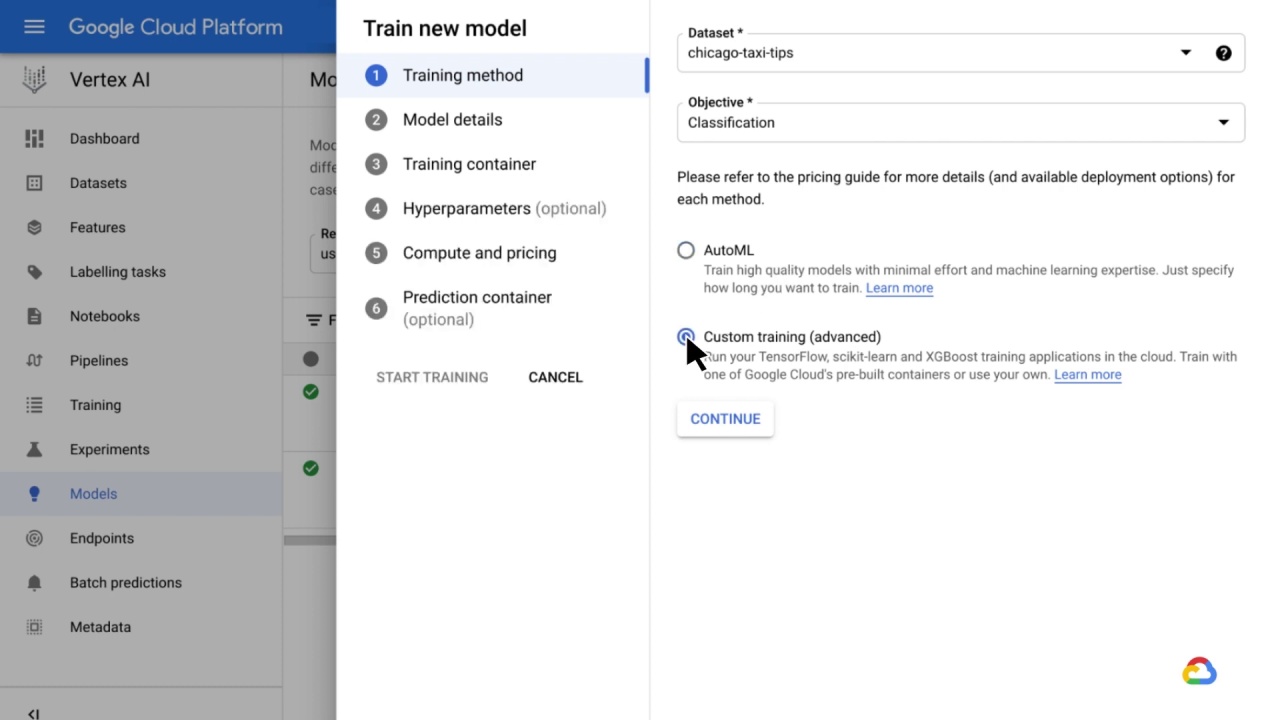 Google Cloud Platform
Vertex AI
Dashboard
Datasets
Features
Labelling tasks
Notebooks
Pipelines
Training
Experiments
Models
Endpoints
Batch predictions
Metadata
Train new model
1 Training method
2 Model details
3 Training container
4 Hyperparameters (optional)
5 Compute and pricing
6 Prediction container
(optional)
START TRAINING CANCEL
Dataset *
chicago-taxi-tips
Objective *
Classification
Please refer to the pricing guide for more details (and available deployment options) for
each method.
AutoML
Train high quality models with minimal effort and machine learning expertise. Just specify
how long you want to train. Learn more
Custom training (advanced)
Run your TensorFlow, scikit-learn and XGBoost training applications in the cloud. Train with
one of Google Cloud's pre-built containers or use your own. Learn more
CONTINUE